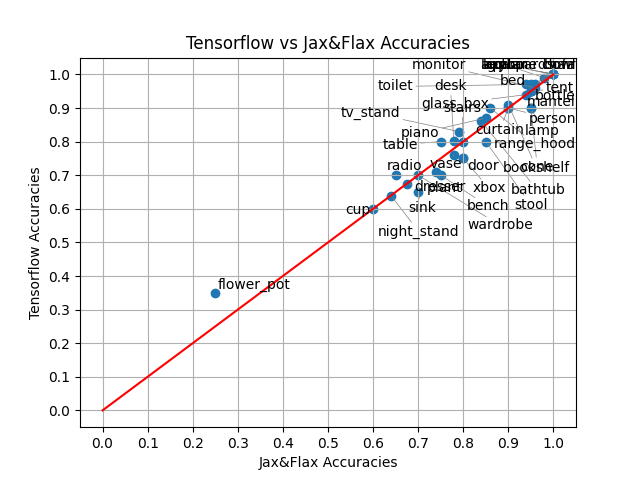 Tensorflow vs Jax&Flax Accuracies
monitor
toilet
desk
bed
tent
bottle
glass_box
stairs
mantel
tv_stand
person
piano
curtain
lamp
table
range_hood
radio
vase
door
bookshelf
cone
dresser
plant
xbox
bathtub
cup
sink
bench
stool
night_stand
wardrobe
flower_pot
1.0
0.9
0.8
0.7
0.6
0.5
0.4
0.3
0.2
0.1
0.0
Tensorflow Accuracies
0.0 0.1 0.2 0.3 0.4 0.5 0.6 0.7 0.8 0.9 1.0
Jax&Flax Accuracies